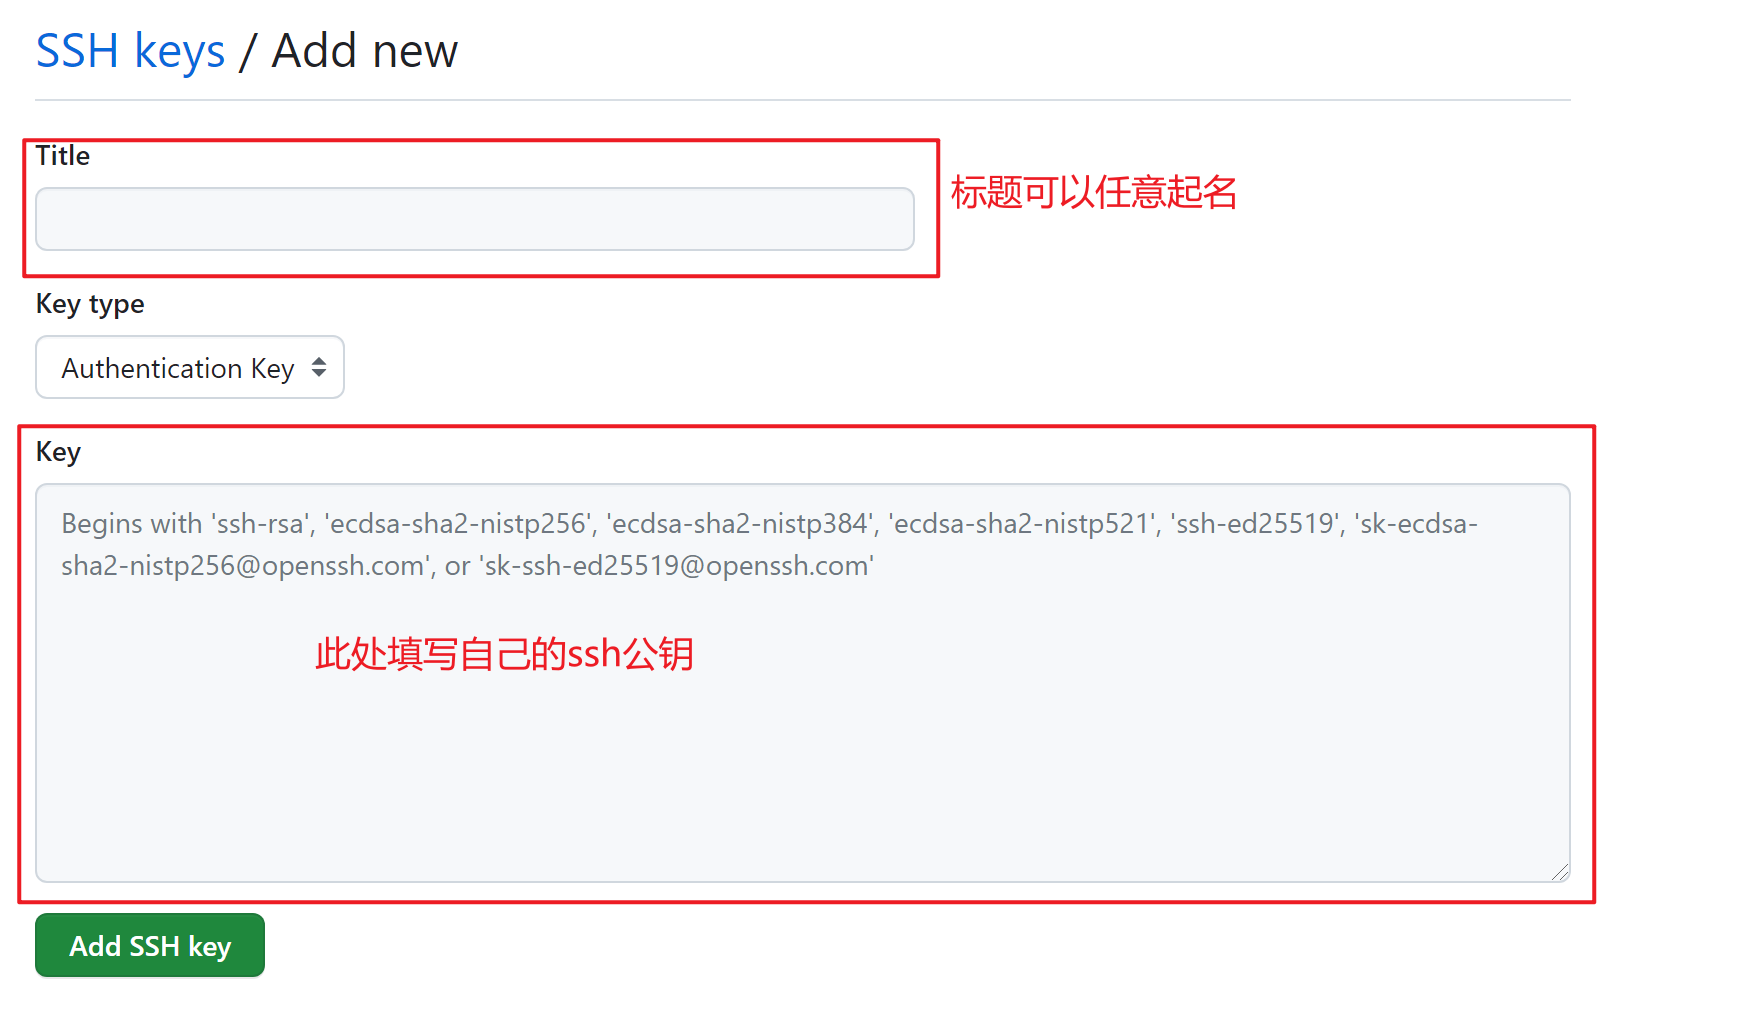 SSH keys / Add new
Title
标题可以任意起名
Key type
Authentication Key
Key
Begins with 'ssh-rsa', 'ecdsa-sha2-nistp256', 'ecdsa-sha2-nistp384', 'ecdsa-sha2-nistp521', 'ssh-ed25519', 'sk-ecdsa-
sha2-nistp256@openssh.com', or 'sk-ssh-ed25519@openssh.com'
此处填写自己的ssh公钥
Add SSH key